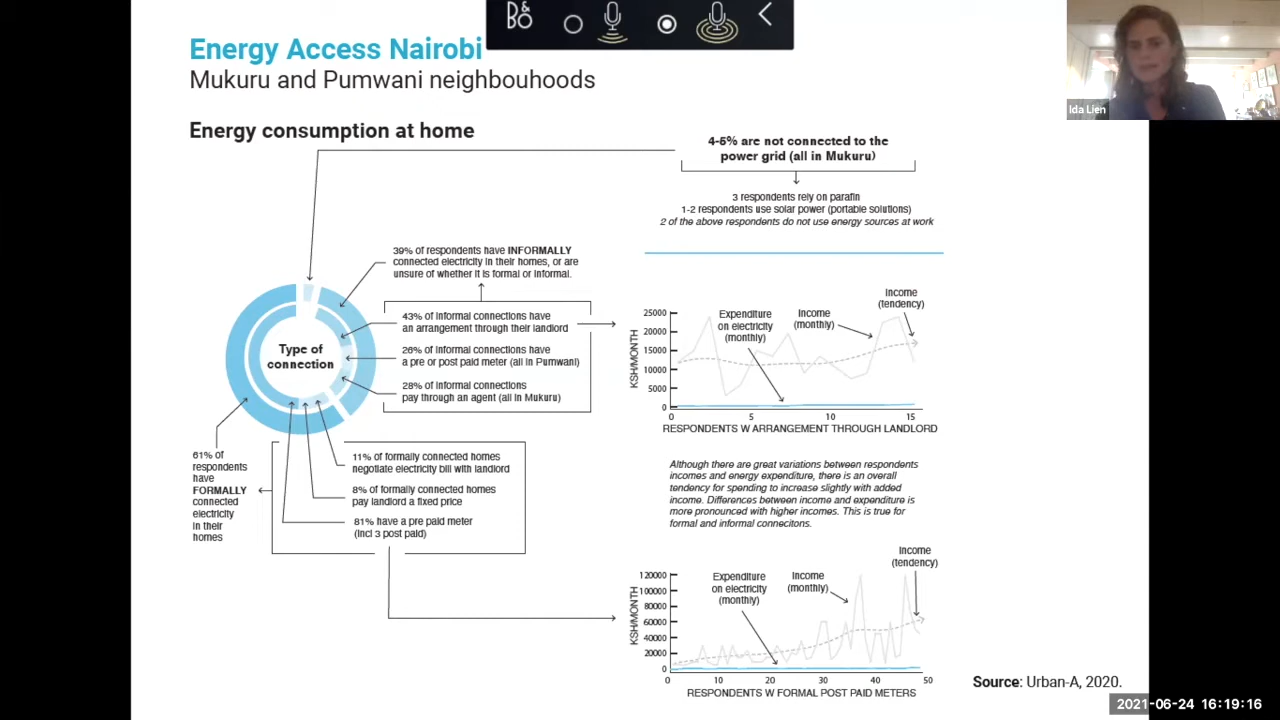 B&O
Ida Lien
Energy Access Nairobi
Mukuru and Pumwani neighbouhoods
Energy consumption at home
4-5% are not connected to the
power grid (all in Mukuru)
3 respondents rely on parafin
1-2 respondents use solar power (portable solutions)
2 of the above respondents do not use energy sources at work
39% of respondents have INFORMALLY
connected electricity in their homes, or are
unsure of whether it is formal or informal.
43% of informal connections have
an arrangement through their landlord
26% of informal connections have
a pre or post paid meter (all in Pumwani)
28% of informal connections
pay through an agent (all in Mukuru)
Type of
connection
61% of
respondents
have
FORMALLY
connected
electricity
in their
homes
11% of formally connected homes
negotiate electricity bill with landlord
8% of formally connected homes
pay landlord a fixed price
81% have a pre paid meter
(incl 3 post paid)
Income
(tendency)
Expenditure
on electricity
(monthly)
Income
(monthly)
KSH/MONTH
25000
20000
15000
10000
5000
0
0 5 10 15
RESPONDENTS W ARRANGEMENT THROUGH LANDLORD
Although there are great variations between respondents
incomes and energy expenditure, there is an overall
tendency for spending to increase slightly with added
income. Differences between income and expenditure is
more pronounced with higher incomes. This is true for
formal and informal connecitons.
Income
(tendency)
Expenditure
on electricity
(monthly)
Income
(monthly)
KSH/MONTH
120000
100000
80000
60000
40000
20000
0
0 10 20 30 40 50
RESPONDENTS W FORMAL POST PAID METERS
Source: Urban-A, 2020.
2021-06-24 16:19:16